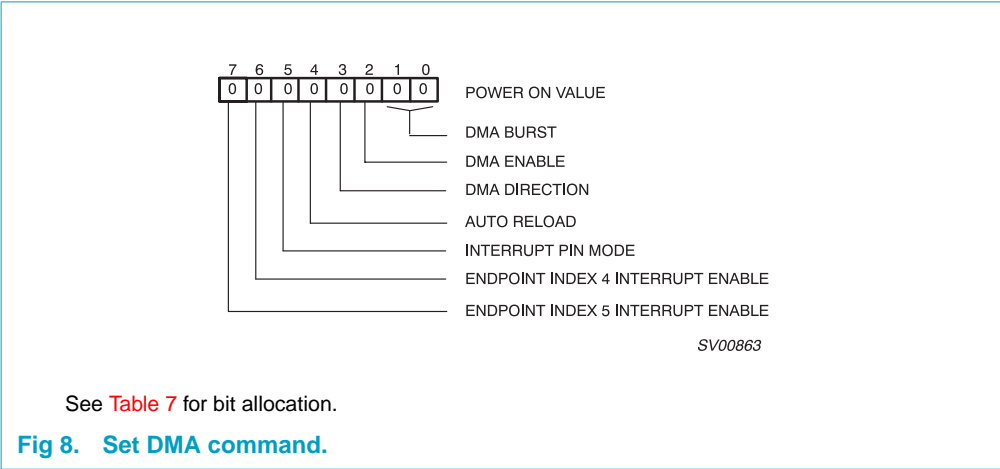 7 6 5 4 3 2 1 0
0 0 0 0 0 0 0 0 POWER ON VALUE
DMA BURST
DMA ENABLE
DMA DIRECTION
AUTO RELOAD
INTERRUPT PIN MODE
ENDPOINT INDEX 4 INTERRUPT ENABLE
ENDPOINT INDEX 5 INTERRUPT ENABLE
SV00863
See Table 7 for bit allocation.
Fig 8. Set DMA command.